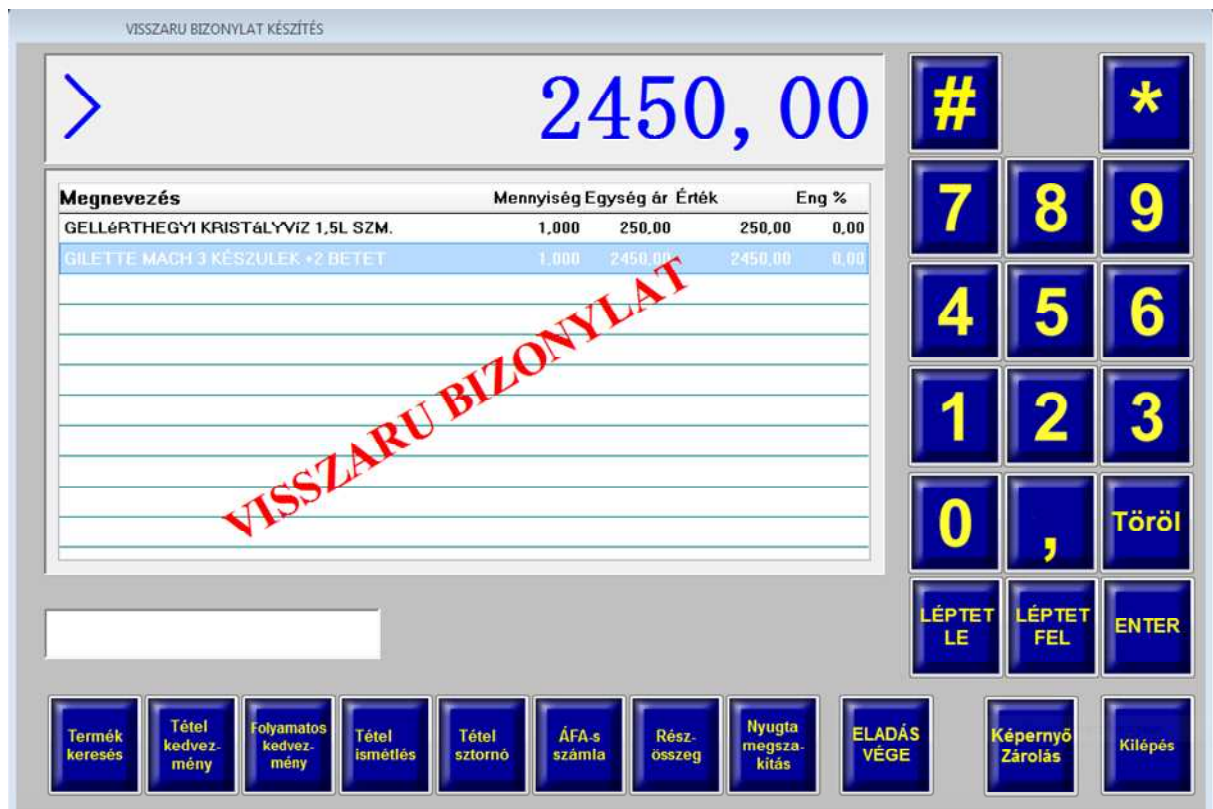 VISSZARU BIZONYLAT KÉSZÍTÉS
> 2450,00
Megnevezés Mennyiség Egység ár Érték Eng %
GELLéRTHEGYI KRISTáLYVíZ 1,5L SZM. 1,000 250,00 250,00 0,00
GILETTE MACH 3 KÉSZULEK +2 BETET 1,000 2450,00 2450,00 0,00
VISSZARU BIZONYLAT
# *
7 8 9
4 5 6
1 2 3
0 , Töröl
LÉPTET LE
LÉPTET FEL
ENTER
Termék
keresés
Tétel
kedvez-
mény
Folyamatos
kedvez-
mény
Tétel
ismétlés
Tétel
sztornó
ÁFA-s
számla
Rész-
összeg
Nyugta
megsza-
kítás
ELADÁS
VÉGE
Képernyő
Zárolás
Kilépés